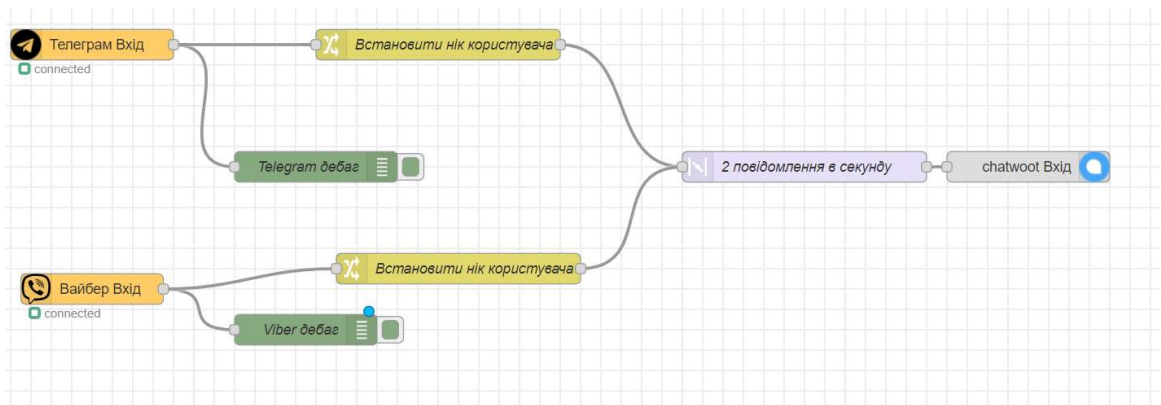 Телеграм Вхід
connected
Встановити нік користувача
Telegram дебаг
2 повідомлення в секунду
chatwoot Вхід
Встановити нік користувача
Вайбер Вхід
connected
Viber дебаг